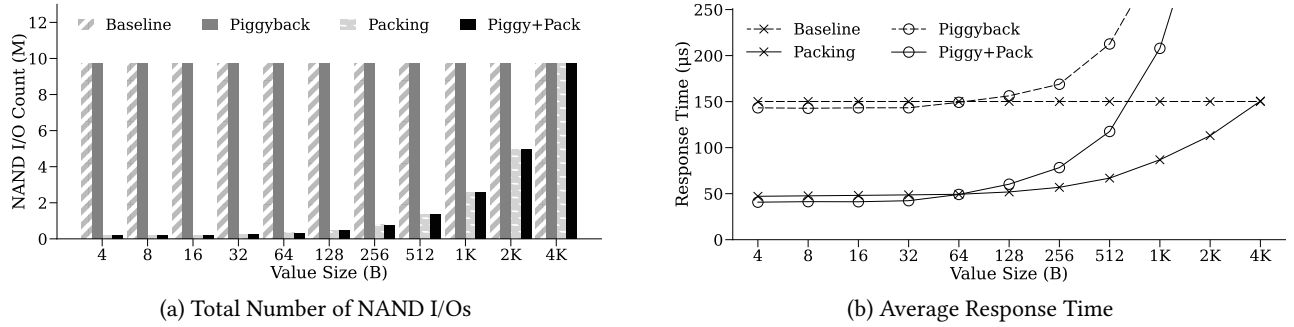 Baseline Piggyback Packing Piggy+Pack
NAND I/O Count (M)
12
10
8
6
4
2
0
4 8 16 32 64 128 256 512 1K 2K 4K
Value Size (B)
(a) Total Number of NAND I/Os
Baseline Piggyback
Packing Piggy+Pack
Response Time (µs)
250
200
150
100
50
0
4 8 16 32 64 128 256 512 1K 2K 4K
Value Size (B)
(b) Average Response Time